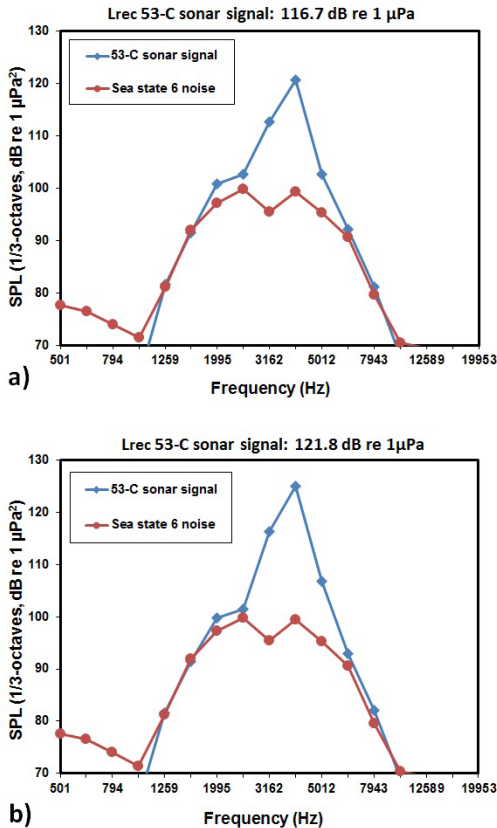 Lrec 53-C sonar signal: 116.7 dB re 1 µPa
130
120
110
100
90
80
70
SPL (1/3-octaves, dB re 1 µPa²)
53-C sonar signal
Sea state 6 noise
501 794 1259 1995 3162 5012 7943 12589 19953
Frequency (Hz)
a)
Lrec 53-C sonar signal: 121.8 dB re 1µPa
130
120
110
100
90
80
70
SPL (1/3-octaves, dB re 1 µPa²)
53-C sonar signal
Sea state 6 noise
501 794 1259 1995 3162 5012 7943 12589 19953
Frequency (Hz)
b)